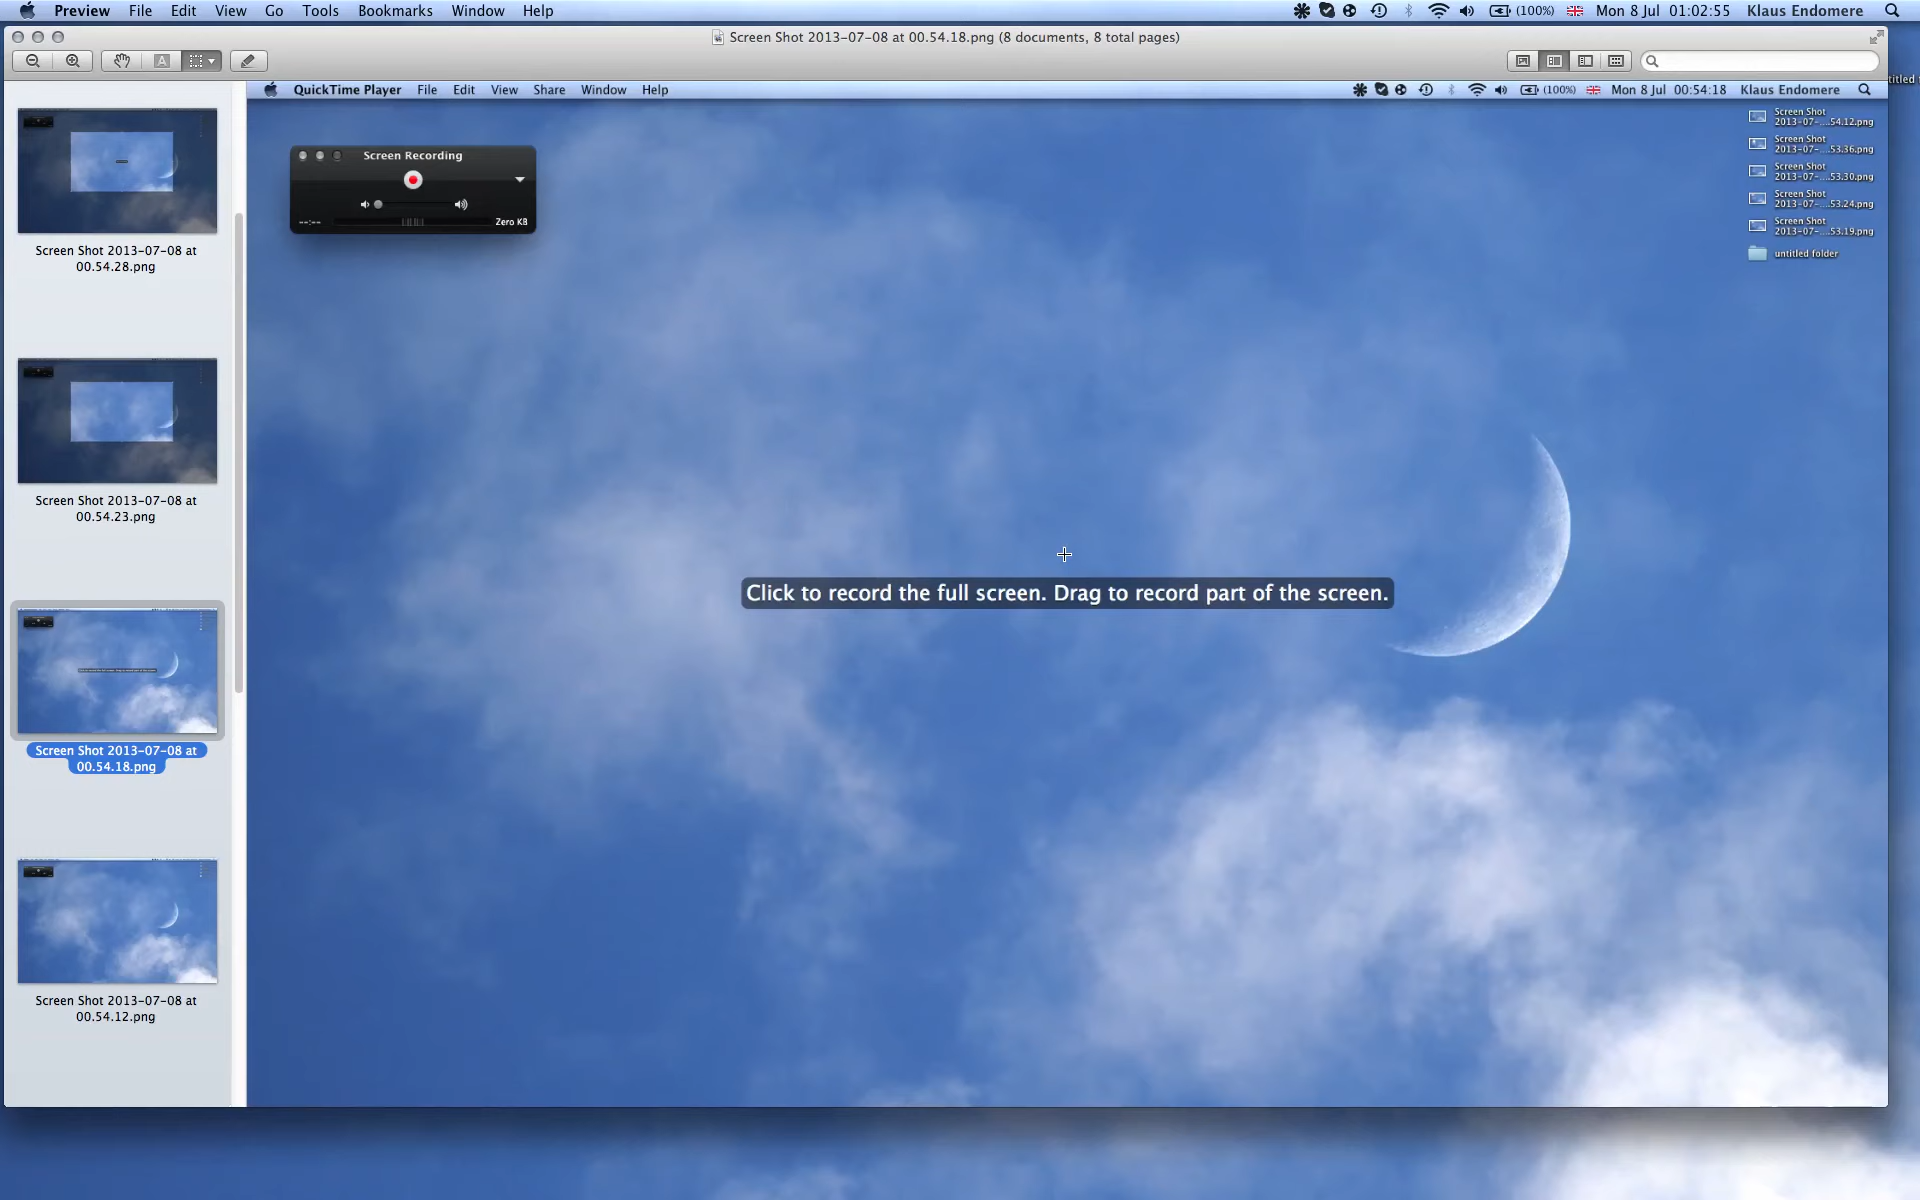 Preview File Edit View Go Tools Bookmarks Window Help (100%) Mon 8 Jul 01:02:55 Klaus Endomere
Screen Shot 2013-07-08 at 00.54.18.png (8 documents, 8 total pages)
A
titled f
QuickTime Player File Edit View Share Window Help (100%) Mon 8 Jul 00:54:18 Klaus Endomere
Screen Shot
2013-07-...54.12.png
Screen Shot
2013-07-...53.36.png
Screen Shot
2013-07-...53.30.png
Screen Shot
2013-07-...53.24.png
Screen Shot
2013-07-...53.19.png
untitled folder
Screen Recording
--:-- Zero KB
Click to record the full screen. Drag to record part of the screen.
Screen Shot 2013-07-08 at
00.54.28.png
Screen Shot 2013-07-08 at
00.54.23.png
Screen Shot 2013-07-08 at
00.54.18.png
Screen Shot 2013-07-08 at
00.54.12.png